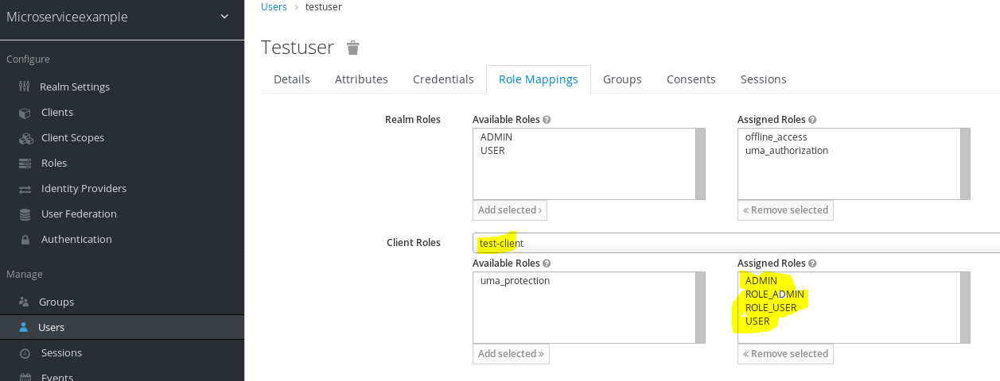 Microserviceexample
Configure
Realm Settings
Clients
Client Scopes
Roles
Identity Providers
User Federation
Authentication
Manage
Groups
Users
Sessions
Events
Users > testuser
Testuser
Details Attributes Credentials Role Mappings Groups Consents Sessions
Realm Roles
Available Roles ?
ADMIN
USER
Add selected ›
Assigned Roles ?
offline_access
uma_authorization
« Remove selected
Client Roles
test-client
Available Roles ?
uma_protection
Add selected »
Assigned Roles ?
ADMIN
ROLE_ADMIN
ROLE_USER
USER
« Remove selected